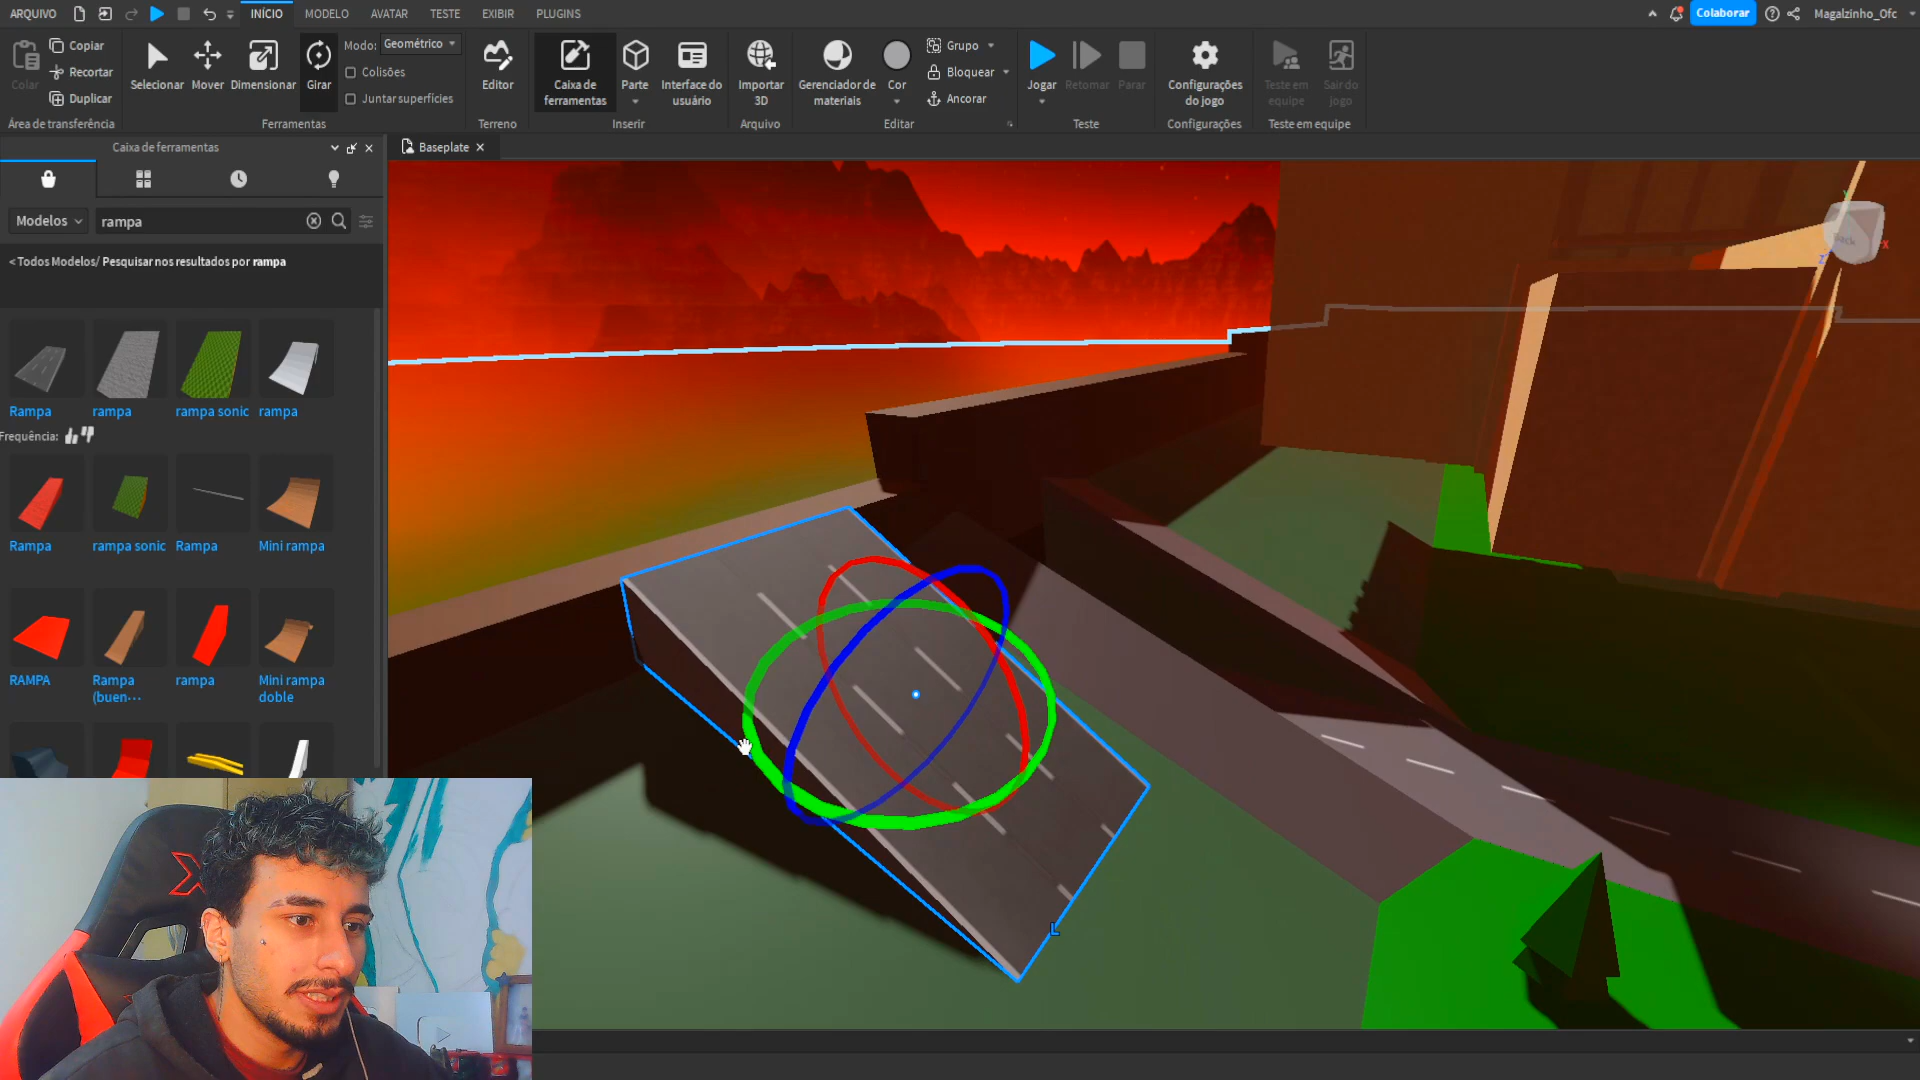 ARQUIVO
INÍCIO
MODELO
AVATAR
TESTE
EXIBIR
PLUGINS
Colaborar
Magalzinho_Ofc
Colar
Copiar
Recortar
Duplicar
Área de transferência
Selecionar
Mover
Dimensionar
Girar
Modo:
Geométrico
Colisões
Juntar superfícies
Ferramentas
Editor
Terreno
Caixa de
ferramentas
Parte
Interface do
usuário
Inserir
Importar
3D
Arquivo
Gerenciador de
materiais
Cor
Grupo
Bloquear
Ancorar
Editar
Jogar
Retomar
Parar
Teste
Configurações
do jogo
Configurações
Teste em
equipe
Sair do
jogo
Teste em equipe
Caixa de ferramentas
Baseplate
Modelos
rampa
< Todos Modelos/ Pesquisar nos resultados por rampa
Rampa
rampa
rampa sonic
rampa
Frequência:
Rampa
rampa sonic
Rampa
Mini rampa
RAMPA
Rampa
(buen…
rampa
Mini rampa
doble
Back
X
Y
Z
L